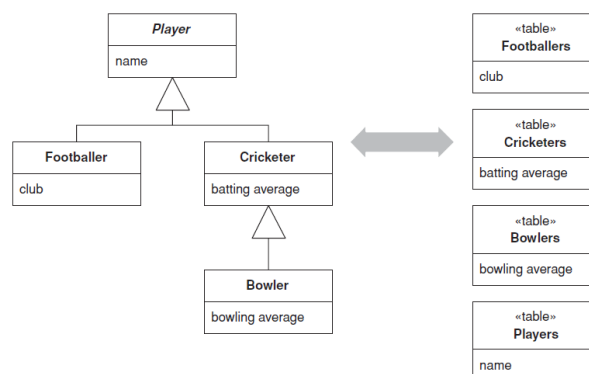 Player
name
Footballer
club
Cricketer
batting average
Bowler
bowling average
«table»
Footballers
club
«table»
Cricketers
batting average
«table»
Bowlers
bowling average
«table»
Players
name